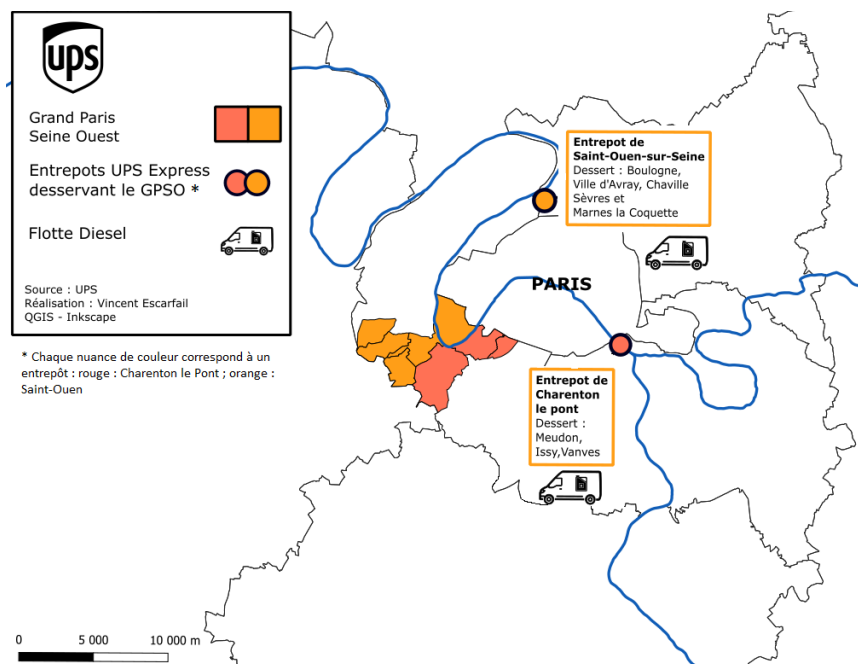 ups
Grand Paris
Seine Ouest
Entrepots UPS Express
desservant le GPSO *
Flotte Diesel
Source : UPS
Réalisation : Vincent Escarfail
QGIS - Inkscape
* Chaque nuance de couleur correspond à un
entrepôt : rouge : Charenton le Pont ; orange :
Saint-Ouen
Entrepot de
Saint-Ouen-sur-Seine
Dessert : Boulogne,
Ville d'Avray, Chaville
Sèvres et
Marnes la Coquette
PARIS
Entrepot de
Charenton
le pont
Dessert :
Meudon,
Issy,Vanves
0 5 000 10 000 m